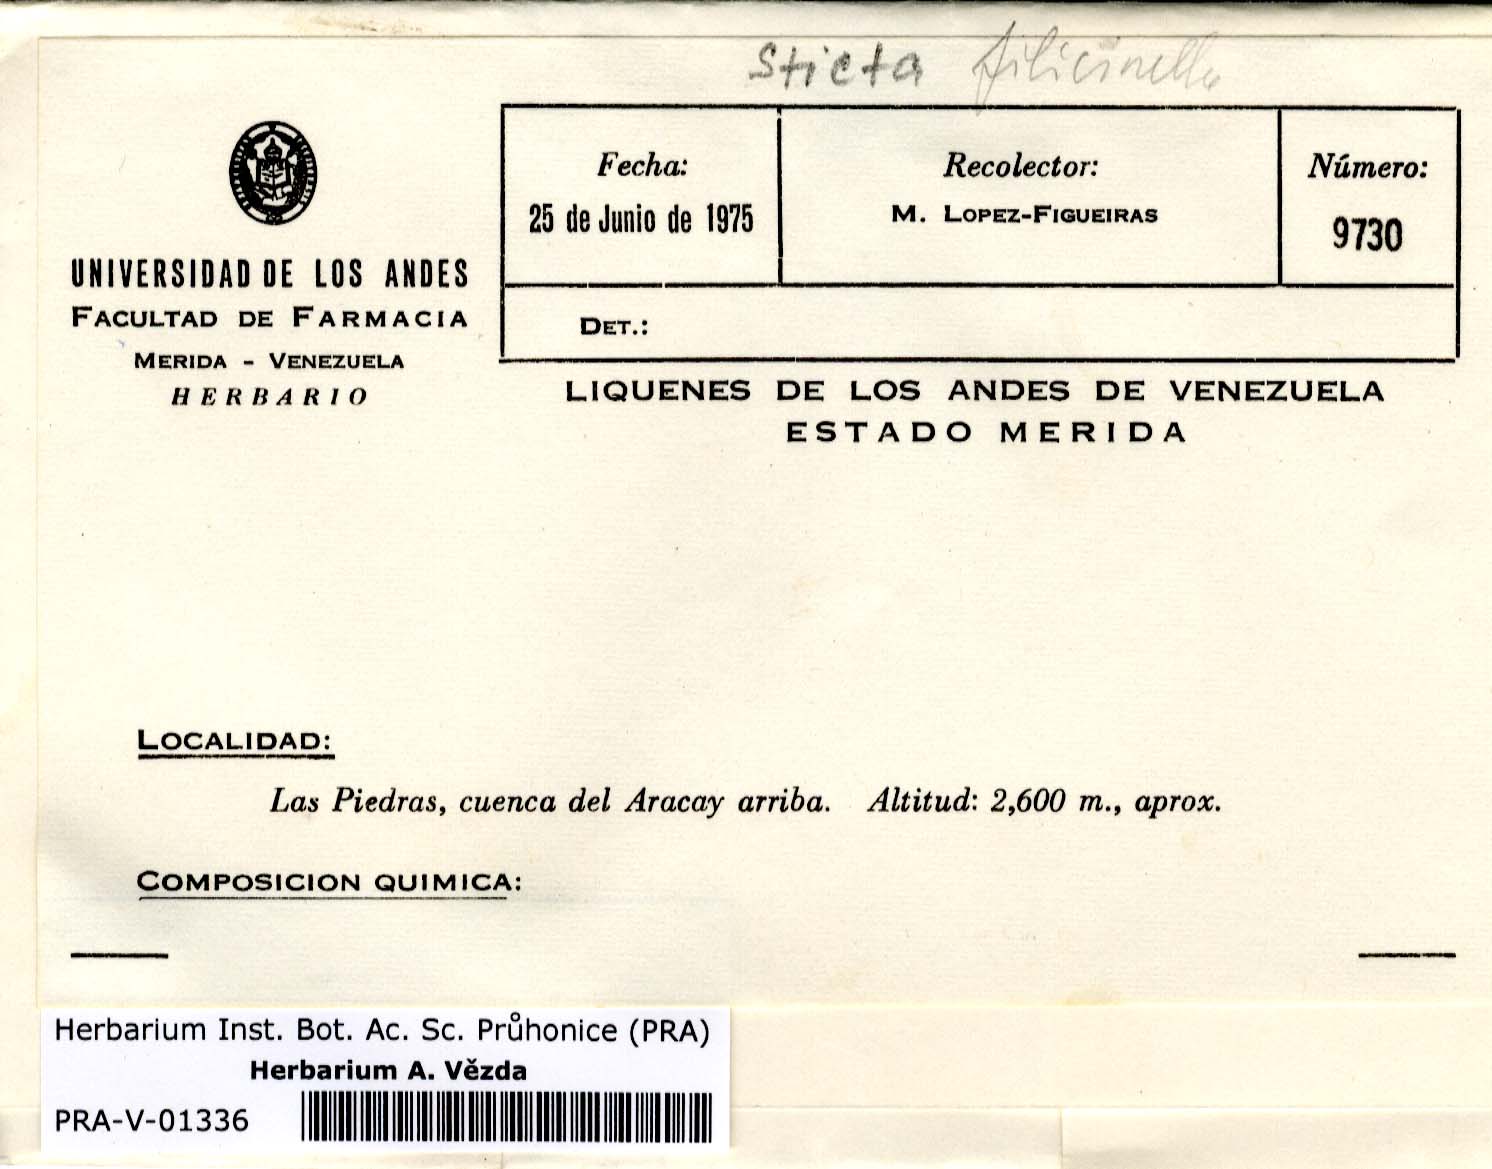 Sticta filicinella
Fecha:
25 de Junio de 1975
Recolector:
M. LOPEZ-FIGUEIRAS
Número:
9730
DET.:
UNIVERSIDAD DE LOS ANDES
FACULTAD DE FARMACIA
MERIDA - VENEZUELA
HERBARIO
LIQUENES DE LOS ANDES DE VENEZUELA
ESTADO MERIDA
LOCALIDAD:
Las Piedras, cuenca del Aracay arriba. Altitud: 2,600 m., aprox.
COMPOSICION QUIMICA:
Herbarium Inst. Bot. Ac. Sc. Průhonice (PRA)
Herbarium A. Vězda
PRA-V-01336